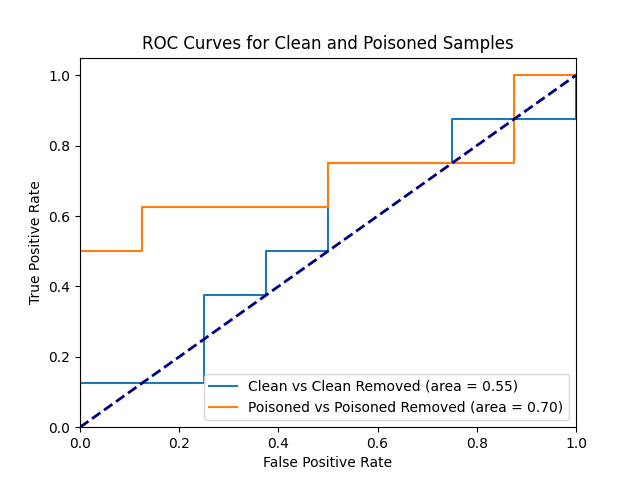 ROC Curves for Clean and Poisoned Samples
1.0
0.8
0.6
0.4
0.2
0.0
True Positive Rate
Clean vs Clean Removed (area = 0.55)
Poisoned vs Poisoned Removed (area = 0.70)
0.0 0.2 0.4 0.6 0.8 1.0
False Positive Rate